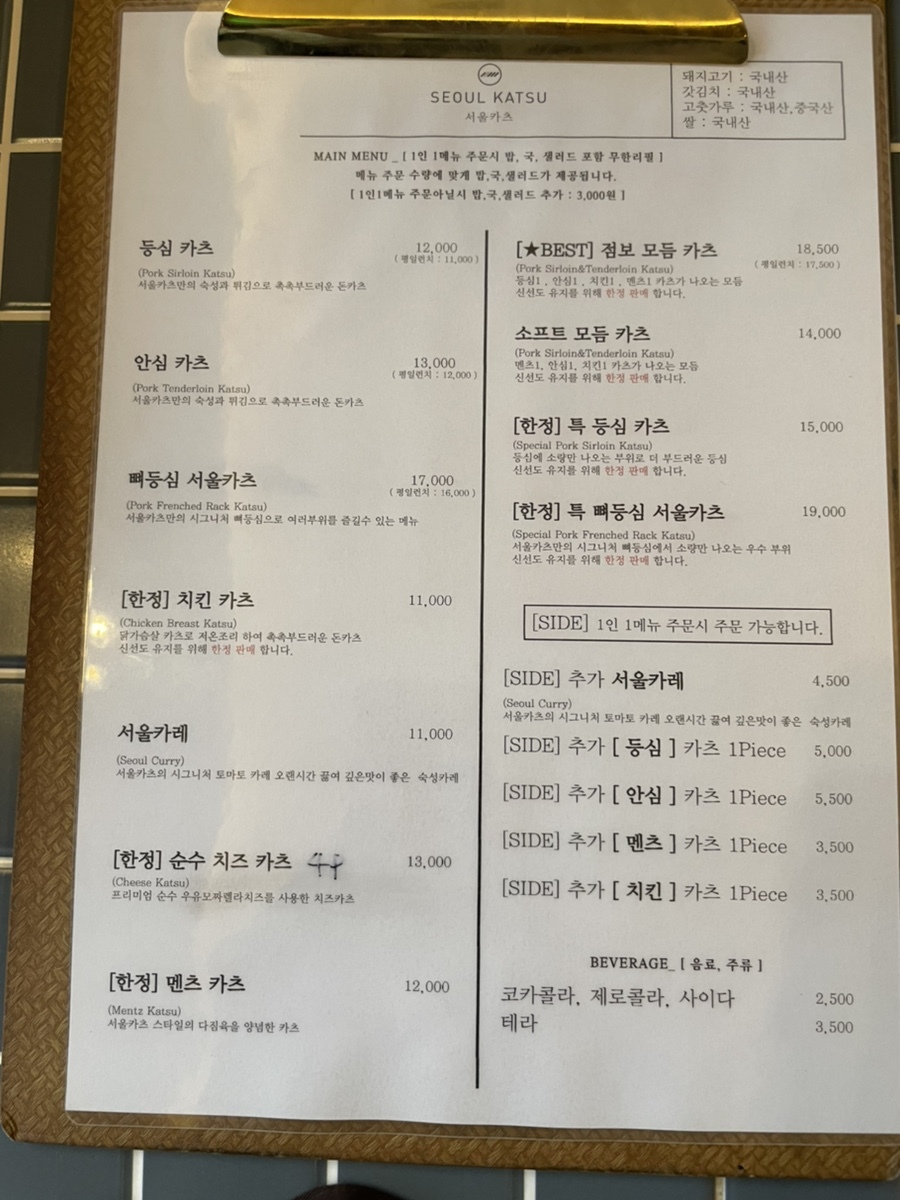 SEOUL KATSU
서울카츠
돼지고기 : 국내산
갓김치 : 국내산
고춧가루 : 국내산,중국산
쌀 : 국내산
MAIN MENU _ [ 1인 1메뉴 주문시 밥, 국, 샐러드 포함 무한리필 ]
메뉴 주문 수량에 맞게 밥,국,샐러드가 제공됩니다.
[ 1인1메뉴 주문아닐시 밥,국,샐러드 추가 : 3,000원 ]
등심 카츠 12,000
( 평일런치 : 11,000 )
(Pork Sirloin Katsu)
서울카츠만의 숙성과 튀김으로 촉촉부드러운 돈카츠
안심 카츠 13,000
( 평일런치 : 12,000 )
(Pork Tenderloin Katsu)
서울카츠만의 숙성과 튀김으로 촉촉부드러운 돈카츠
뼈등심 서울카츠 17,000
( 평일런치 : 16,000 )
(Pork Frenched Rack Katsu)
서울카츠만의 시그니처 뼈등심으로 여러부위를 즐길수 있는 메뉴
[한정] 치킨 카츠 11,000
(Chicken Breast Katsu)
닭가슴살 카츠로 저온조리 하여 촉촉부드러운 돈카츠
신선도 유지를 위해 한정 판매 합니다.
서울카레 11,000
(Seoul Curry)
서울카츠의 시그니처 토마토 카레 오랜시간 끓여 깊은맛이 좋은 숙성카레
[한정] 순수 치즈 카츠 13,000
(Cheese Katsu)
프리미엄 순수 우유모짜렐라치즈를 사용한 치즈카츠
[한정] 멘츠 카츠 12,000
(Mentz Katsu)
서울카츠 스타일의 다짐육을 양념한 카츠
[★BEST] 점보 모듬 카츠 18,500
( 평일런치 : 17,500 )
(Pork Sirloin&Tenderloin Katsu)
등심1 , 안심1 , 치킨1 , 멘츠1 카츠가 나오는 모듬
신선도 유지를 위해 한정 판매 합니다.
소프트 모듬 카츠 14,000
(Pork Sirloin&Tenderloin Katsu)
멘츠1, 안심1, 치킨1 카츠가 나오는 모듬
신선도 유지를 위해 한정 판매 합니다.
[한정] 특 등심 카츠 15,000
(Special Pork Sirloin Katsu)
등심에 소량만 나오는 부위로 더 부드러운 등심
신선도 유지를 위해 한정 판매 합니다.
[한정] 특 뼈등심 서울카츠 19,000
(Special Pork Frenched Rack Katsu)
서울카츠만의 시그니처 뼈등심에서 소량만 나오는 우수 부위
신선도 유지를 위해 한정 판매 합니다.
[SIDE] 1인 1메뉴 주문시 주문 가능합니다.
[SIDE] 추가 서울카레 4,500
(Seoul Curry)
서울카츠의 시그니처 토마토 카레 오랜시간 끓여 깊은맛이 좋은 숙성카레
[SIDE] 추가 [ 등심 ] 카츠 1Piece 5,000
[SIDE] 추가 [ 안심 ] 카츠 1Piece 5,500
[SIDE] 추가 [ 멘츠 ] 카츠 1Piece 3,500
[SIDE] 추가 [ 치킨 ] 카츠 1Piece 3,500
BEVERAGE_ [ 음료, 주류 ]
코카콜라, 제로콜라, 사이다 2,500
테라 3,500